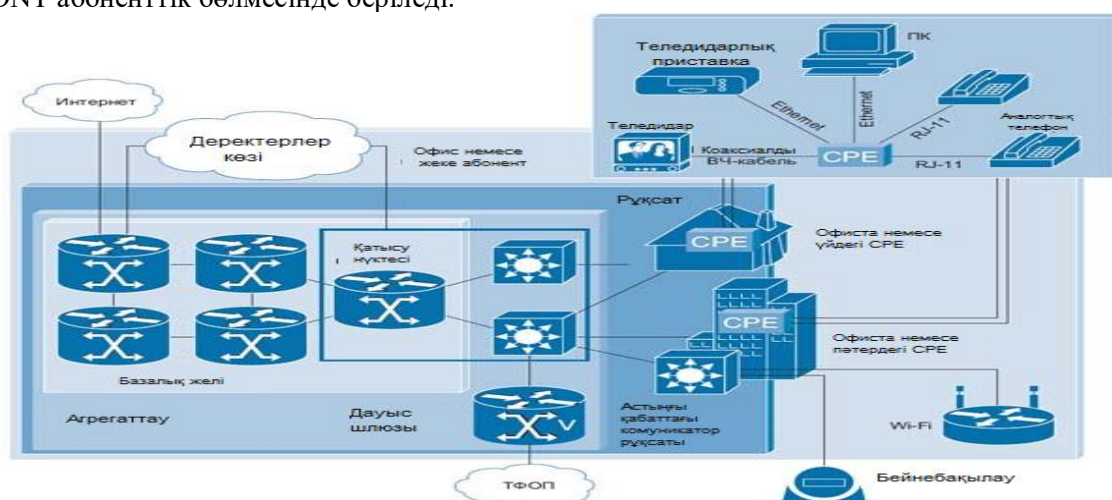 ONT абоненттік бөлмесінде беріледі.
ПК
Теледидарлық
приставка
Интернет
Ethernet
Ethernet
RJ-11
Аналогтық
телефон
Деректерлер
көзі
Офис немесе
жеке абонент
Теледидар
Коаксиалды
ВЧ-кабель
CPE
RJ-11
Рұқсат
Қатысу
нүктесі
CPE
Офиста немесе
үйдегі CPE
CPE
Офиста немесе
пәтердегі CPE
Базалық желі
Агрегаттау
Дауыс
шлюзы
V
Астыңғы
қабаттағы
комуникатор
рұқсаты
Wi-Fi
ТФОП
Бейнебақылау